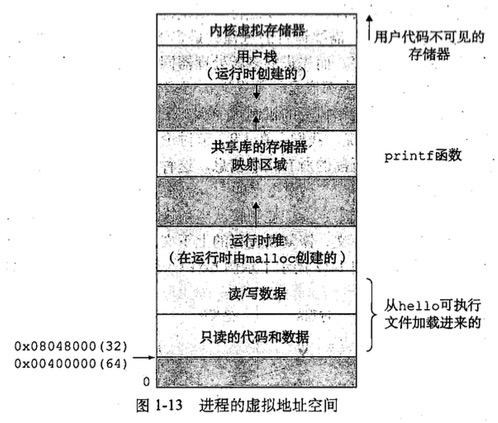 内核虚拟存储器
用户代码不可见的
存储器
用户栈
(运行时创建的)
共享库的存储器
映射区域
printf函数
运行时堆
(在运行时由malloc创建的)
读/写数据
从hello可执行
文件加载进来的
只读的代码和数据
0x08048000(32)
0x00400000(64)
0
图 1-13 进程的虚拟地址空间